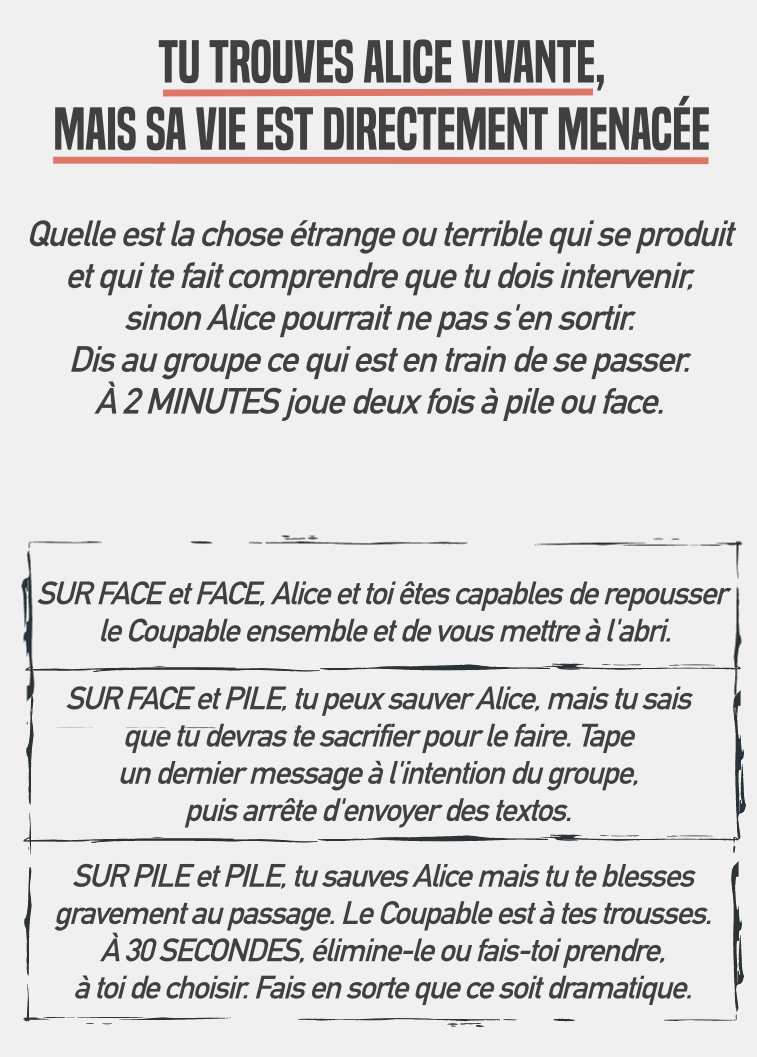 TU TROUVES ALICE VIVANTE,
MAIS SA VIE EST DIRECTEMENT MENACÉE
Quelle est la chose étrange ou terrible qui se produit
et qui te fait comprendre que tu dois intervenir,
sinon Alice pourrait ne pas s'en sortir.
Dis au groupe ce qui est en train de se passer.
À 2 MINUTES joue deux fois à pile ou face.
SUR FACE et FACE, Alice et toi êtes capables de repousser
le Coupable ensemble et de vous mettre à l'abri.
SUR FACE et PILE, tu peux sauver Alice, mais tu sais
que tu devras te sacrifier pour le faire. Tape
un dernier message à l'intention du groupe,
puis arrête d'envoyer des textos.
SUR PILE et PILE, tu sauves Alice mais tu te blesses
gravement au passage. Le Coupable est à tes trousses.
À 30 SECONDES, élimine-le ou fais-toi prendre,
à toi de choisir. Fais en sorte que ce soit dramatique.